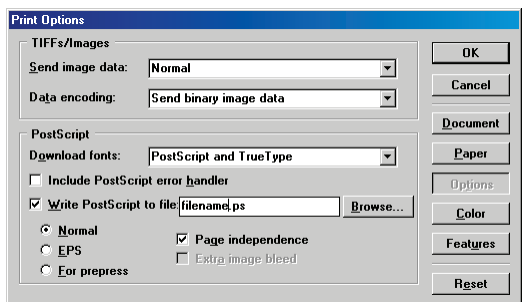 Print Options
TIFFs/Images
Send image data: Normal
Data encoding: Send binary image data
PostScript
Download fonts: PostScript and TrueType
Include PostScript error handler
Write PostScript to file: filename.ps Browse...
Normal
EPS
For prepress
Page independence
Extra image bleed
OK
Cancel
Document
Paper
Options
Color
Features
Reset